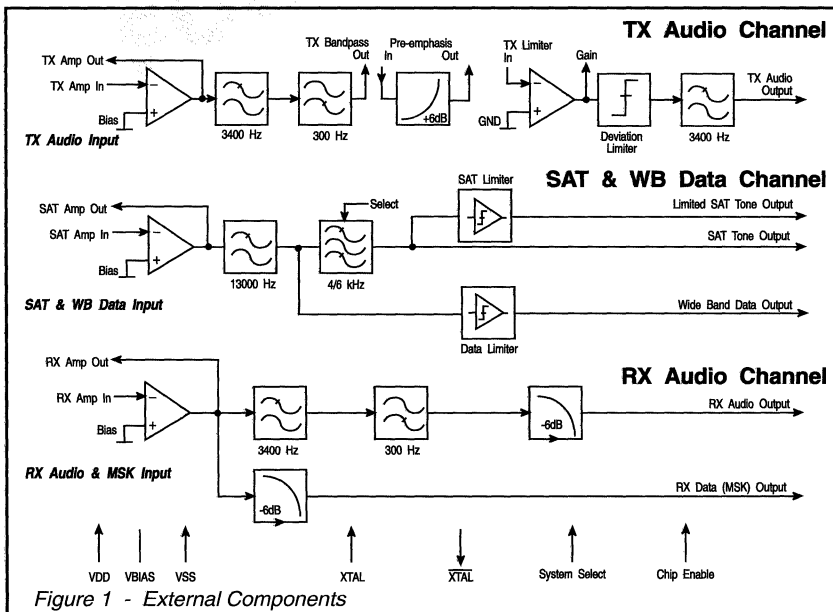 TX Audio Channel
TX Amp Out
TX Bandpass Out
Pre-emphasis
In Out
TX Limiter In
Gain
TX Amp In
TX Audio Output
−
+
Bias
+6dB
−
+
GND
3400 Hz
300 Hz
Deviation Limiter
3400 Hz
TX Audio Input
SAT & WB Data Channel
SAT Limiter
Select
SAT Amp Out
Limited SAT Tone Output
SAT Amp In
−
+
SAT Tone Output
Bias
13000 Hz
4/6 kHz
SAT & WB Data Input
Wide Band Data Output
Data Limiter
RX Amp Out
RX Audio Channel
RX Amp In
−
+
RX Audio Output
Bias
-6dB
3400 Hz
300 Hz
RX Audio & MSK Input
RX Data (MSK) Output
-6dB
VDD VBIAS VSS XTAL XTAL System Select Chip Enable
Figure 1 - External Components